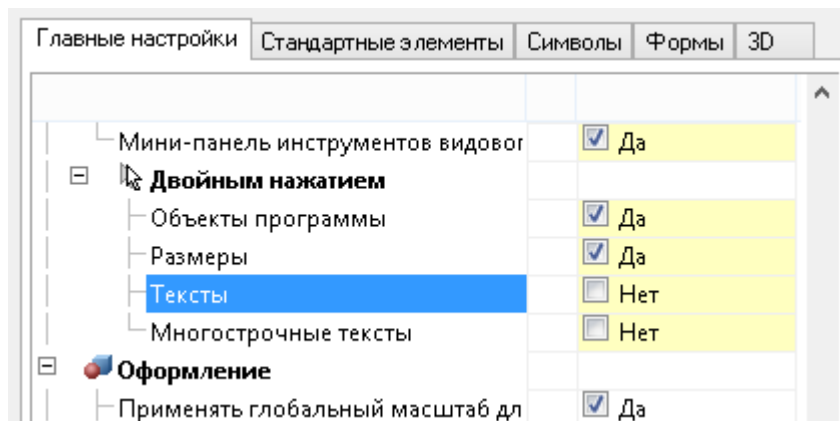 Главные настройки Стандартные элементы Символы Формы 3D
Мини-панель инструментов видовог Да
Двойным нажатием
Объекты программы Да
Размеры Да
Тексты Нет
Многострочные тексты Нет
Оформление
Применять глобальный масштаб дл Да